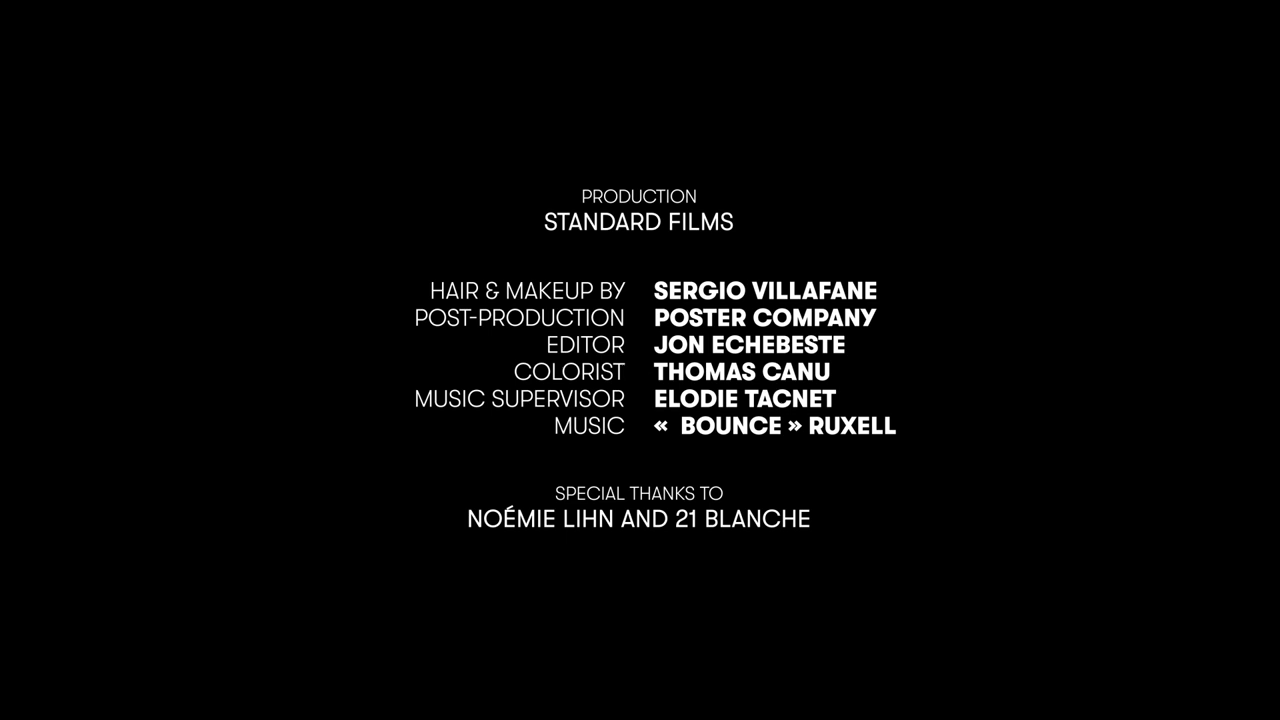 PRODUCTION
STANDARD FILMS
HAIR & MAKEUP BY SERGIO VILLAFANE
POST-PRODUCTION POSTER COMPANY
EDITOR JON ECHEBESTE
COLORIST THOMAS CANU
MUSIC SUPERVISOR ELODIE TACNET
MUSIC « BOUNCE » RUXELL
SPECIAL THANKS TO
NOÉMIE LIHN AND 21 BLANCHE